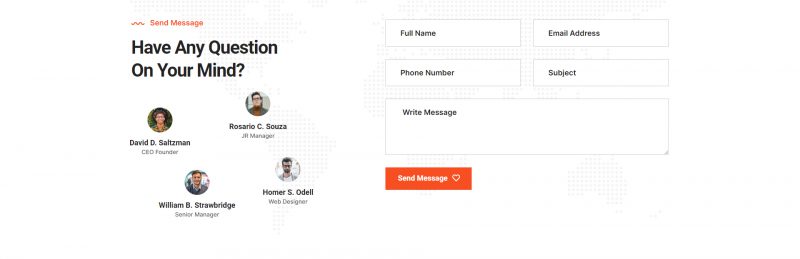 Send Message
Have Any Question
On Your Mind?
Rosario C. Souza
JR Manager
David D. Saltzman
CEO Founder
Homer S. Odell
Web Designer
William B. Strawbridge
Senior Manager
Full Name
Email Address
Phone Number
Subject
Write Message
Send Message